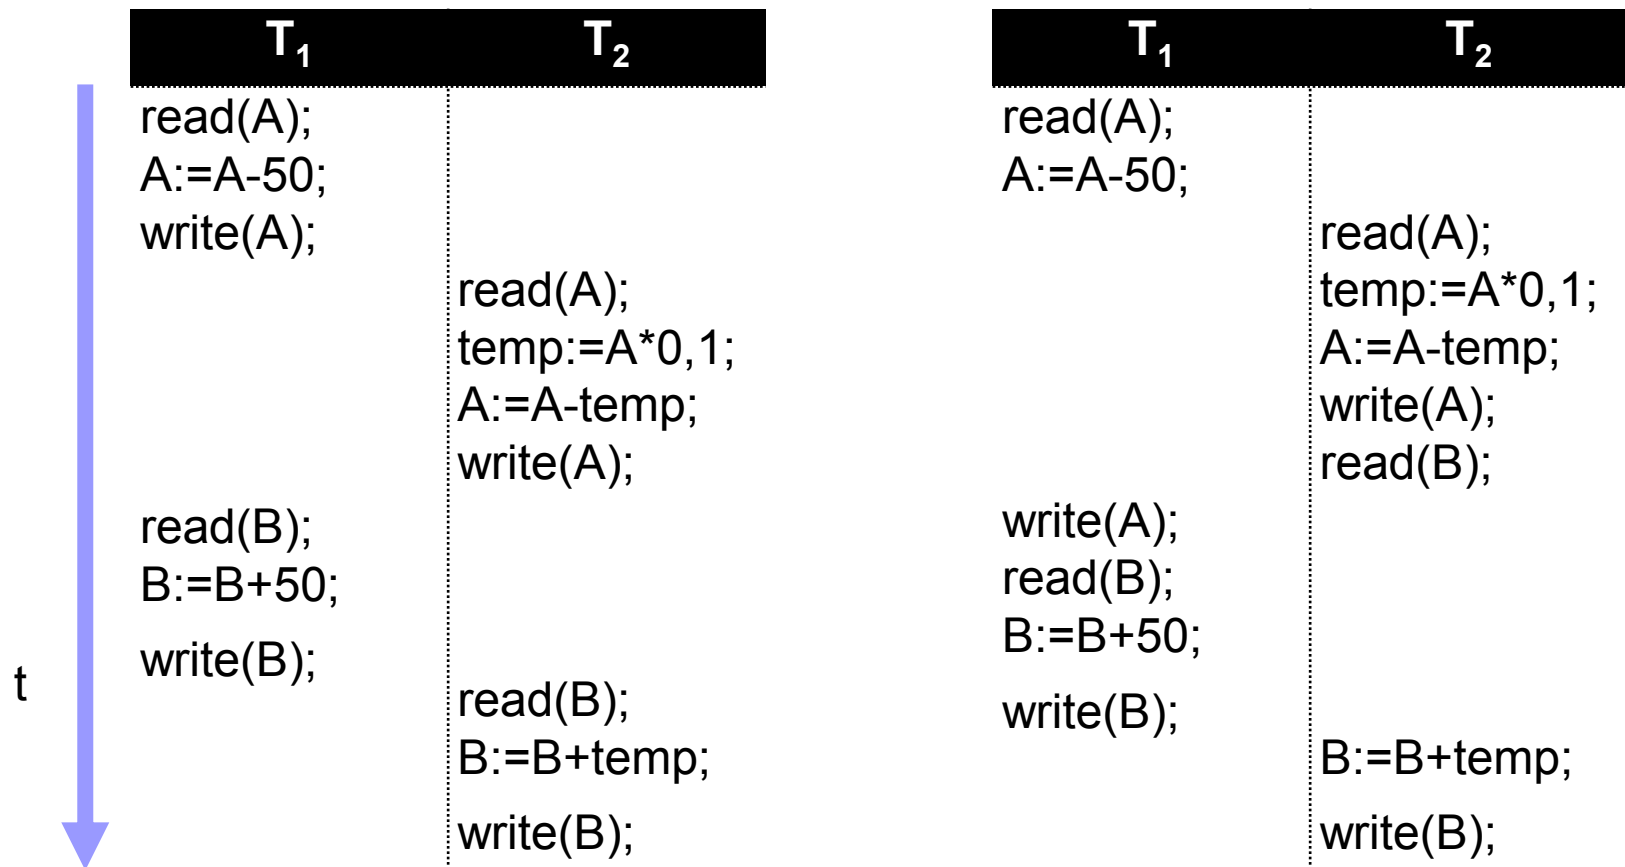 T₁ T₂
read(A);
A:=A-50;
write(A);
read(A);
temp:=A*0,1;
A:=A-temp;
write(A);
read(B);
B:=B+50;
write(B);
read(B);
B:=B+temp;
write(B);
t
T₁ T₂
read(A);
A:=A-50;
read(A);
temp:=A*0,1;
A:=A-temp;
write(A);
read(B);
write(A);
read(B);
B:=B+50;
write(B);
B:=B+temp;
write(B);